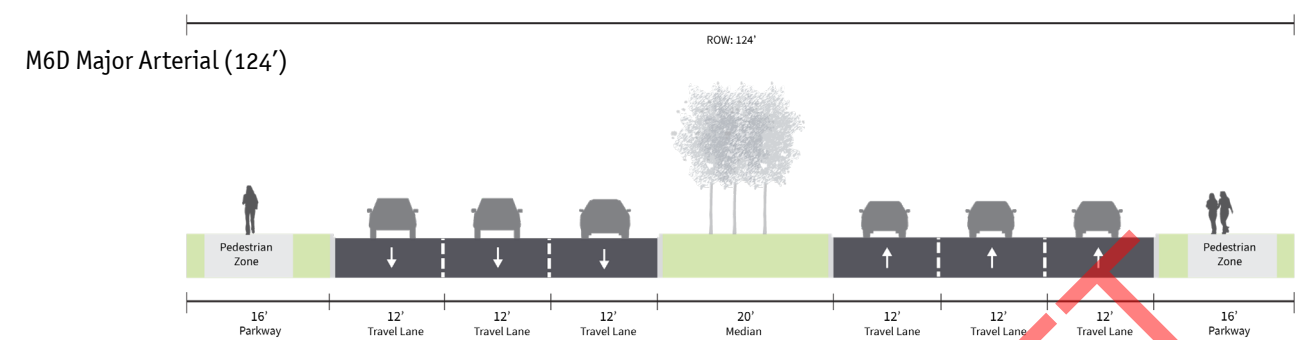 ROW: 124'
M6D Major Arterial (124')
Pedestrian
Zone
Pedestrian
Zone
16' 12' 12' 12' 20' 12' 12' 12' 16'
Parkway Travel Lane Travel Lane Travel Lane Median Travel Lane Travel Lane Travel Lane Parkway